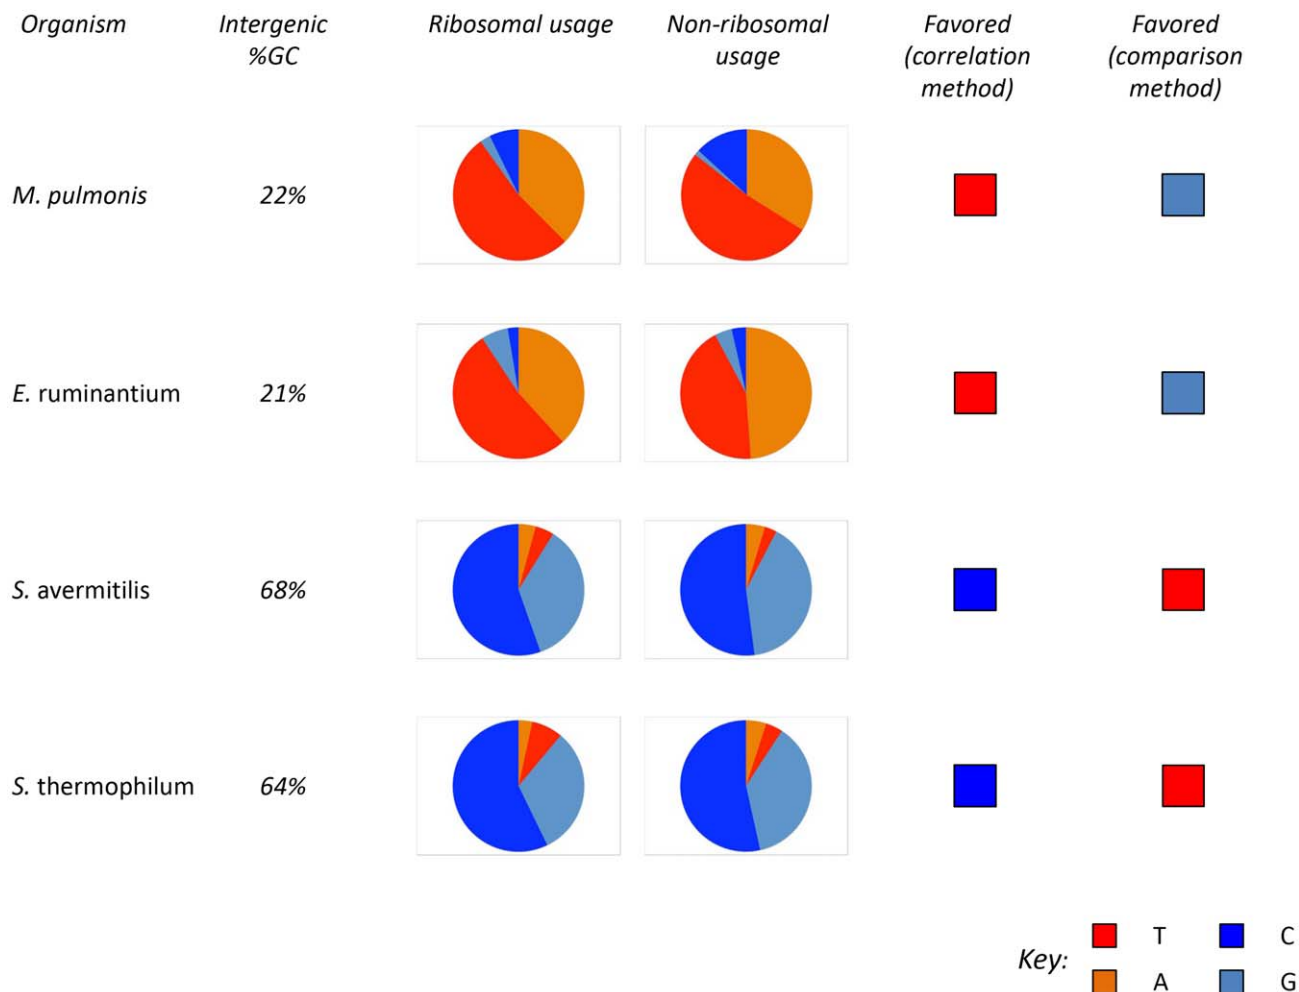 Organism
Intergenic
%GC
Ribosomal usage
Non-ribosomal
usage
Favored
(correlation
method)
Favored
(comparison
method)
M. pulmonis
22%
E. ruminantium
21%
S. avermitilis
68%
S. thermophilum
64%
Key:
T
C
A
G